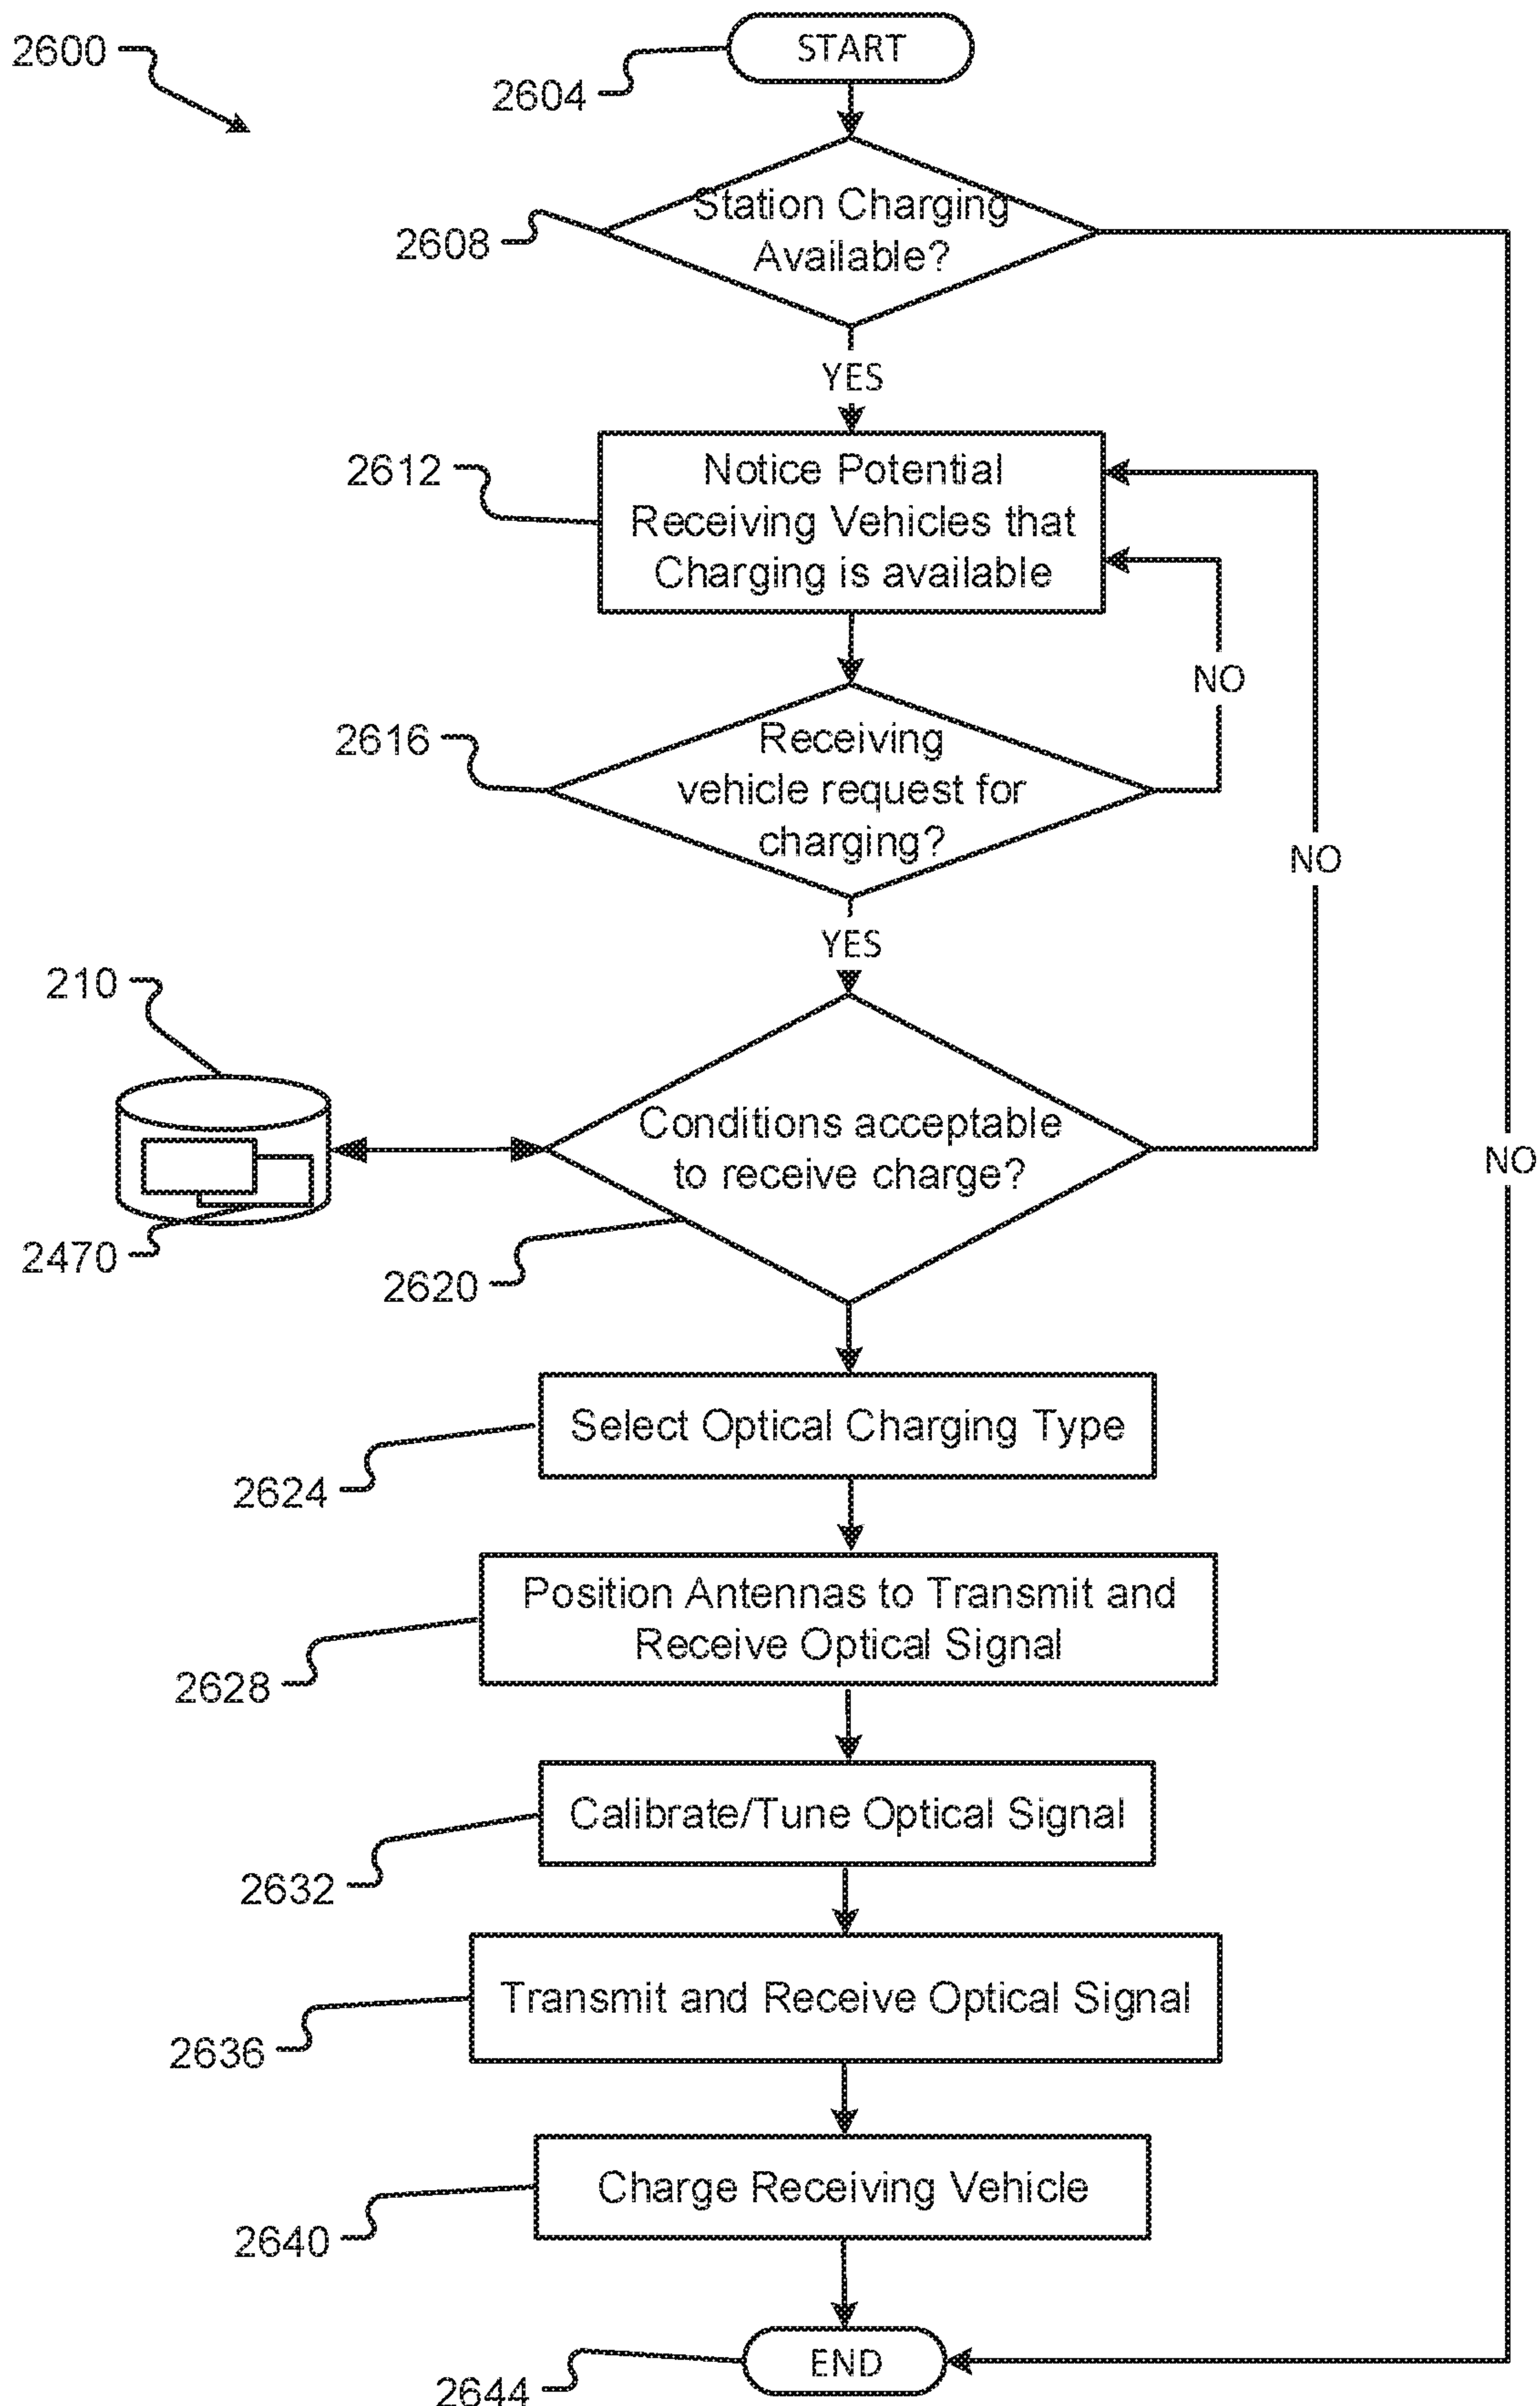 2600
START
2604
Station Charging
Available?
2608
YES
Notice Potential
Receiving Vehicles that
Charging is available
2612
NO
Receiving
vehicle request for
charging?
2616
NO
YES
210
Conditions acceptable
to receive charge?
NO
2470
2620
Select Optical Charging Type
2624
Position Antennas to Transmit and
Receive Optical Signal
2628
Calibrate/Tune Optical Signal
2632
Transmit and Receive Optical Signal
2636
Charge Receiving Vehicle
2640
END
2644